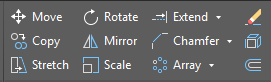 Move Rotate Extend
Copy Mirror Chamfer
Stretch Scale Array